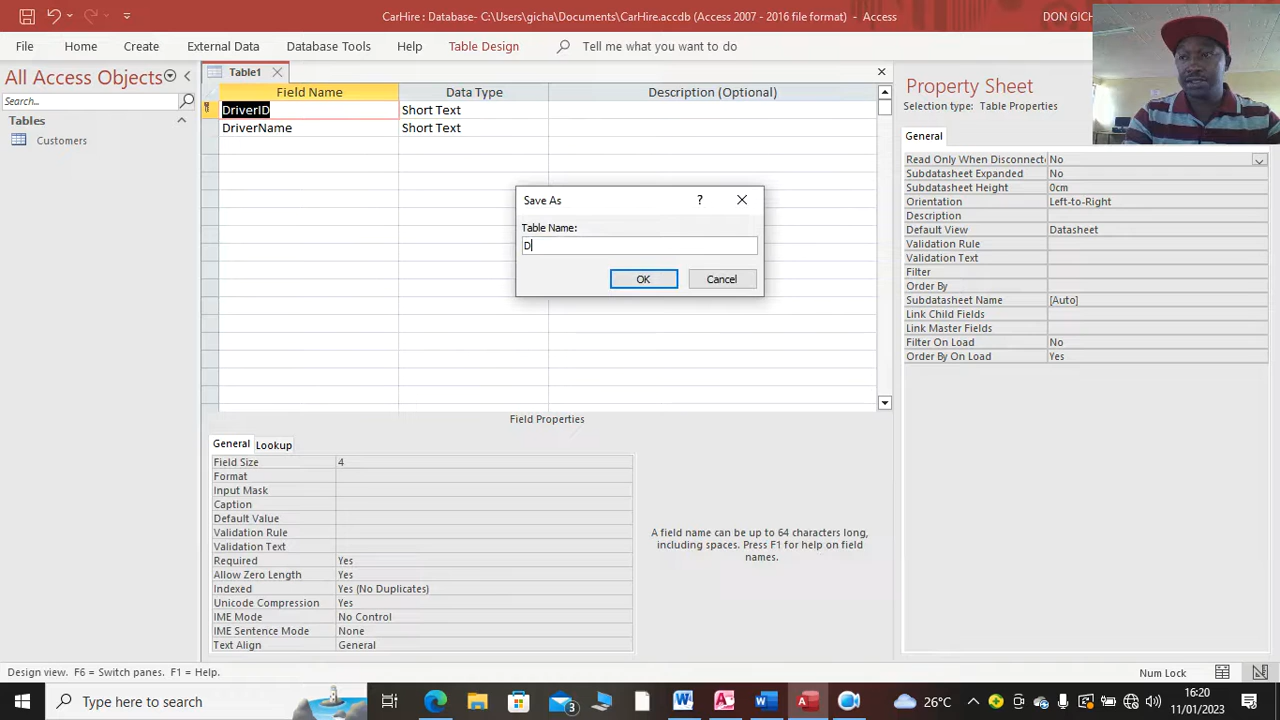 CarHire : Database- C:\Users\gicha\Documents\CarHire.accdb (Access 2007 - 2016 file format) - Access
DON GICH
File Home Create External Data Database Tools Help Table Design Tell me what you want to do
All Access Objects
Search...
Tables
Customers
Table1
Field Name Data Type Description (Optional)
DriverID Short Text
DriverName Short Text
Save As ?
Table Name:
D
OK Cancel
Field Properties
General Lookup
Field Size 4
Format
Input Mask
Caption
Default Value
Validation Rule
Validation Text
Required Yes
Allow Zero Length Yes
Indexed Yes (No Duplicates)
Unicode Compression Yes
IME Mode No Control
IME Sentence Mode None
Text Align General
A field name can be up to 64 characters long,
including spaces. Press F1 for help on field
names.
Property Sheet
Selection type: Table Properties
General
Read Only When Disconnect No
Subdatasheet Expanded No
Subdatasheet Height 0cm
Orientation Left-to-Right
Description
Default View Datasheet
Validation Rule
Validation Text
Filter
Order By
Subdatasheet Name [Auto]
Link Child Fields
Link Master Fields
Filter On Load No
Order By On Load Yes
Design view. F6 = Switch panes. F1 = Help.
Num Lock
Type here to search
3
26°C
16:20
11/01/2023